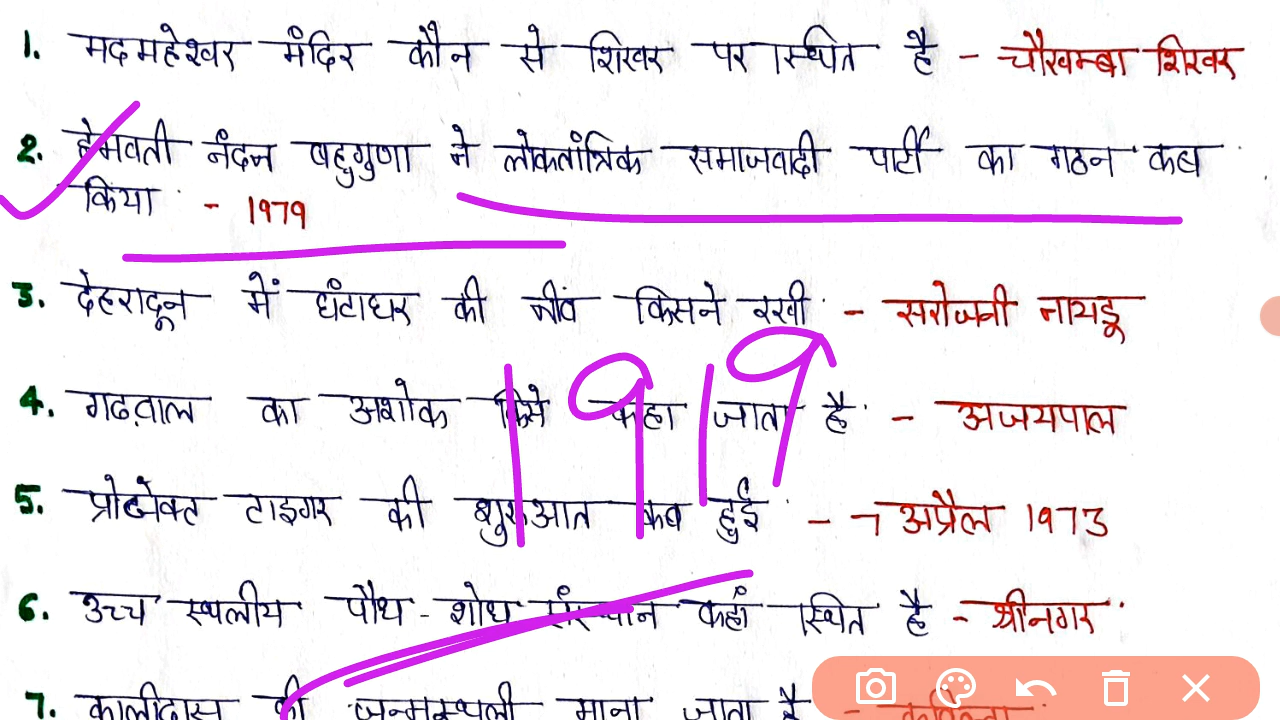 1. मदमहेश्वर मंदिर कौन से शिखर पर स्थित है - चौखम्बा शिखर
2. हेमवती नंदन बहुगुणा ने लोकतांत्रिक समाजवादी पार्टी का गठन कब
किया - 1979
3. देहरादून में घंटाघर की नींव किसने रखी - सरोजनी नायडू
4. गढ़वाल का अशोक किसे कहा जाता है - अजयपाल
1919
5. प्रोजेक्ट टाइगर की शुरुआत कब हुई - 1 अप्रैल 1973
6. उच्च स्थलीय पौध - शोध संस्थान कहां स्थित है - श्रीनगर
7. कालीदास की जन्मस्थली माना जाता है -